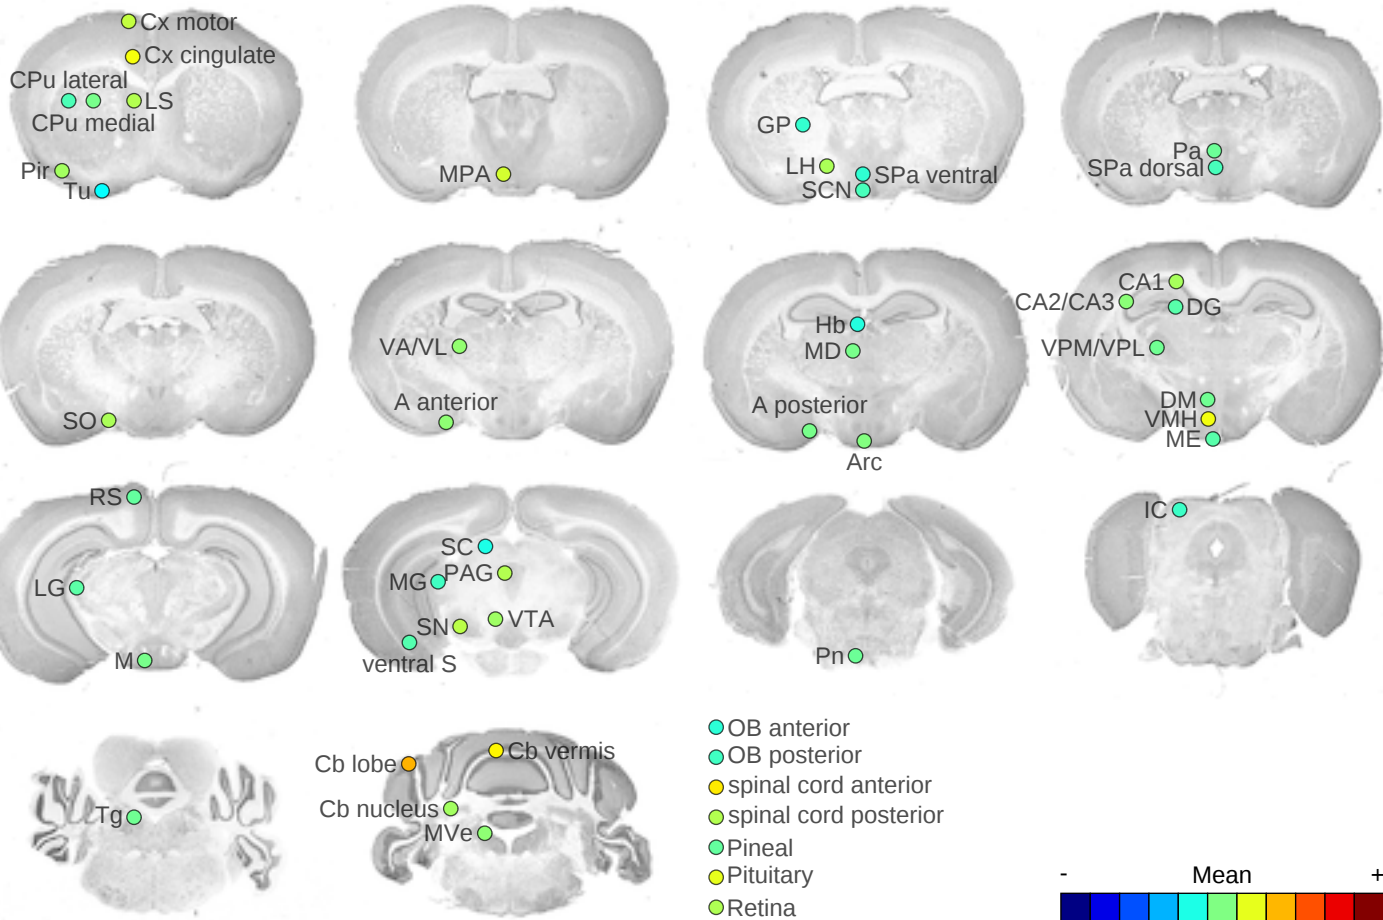 Cx motor
Cx cingulate
CPu lateral
LS
CPu medial
Pir
Tu
MPA
GP
LH
SPa ventral
SCN
Pa
SPa dorsal
SO
VA/VL
A anterior
Hb
MD
A posterior
Arc
CA1
CA2/CA3
DG
VPM/VPL
DM
VMH
ME
RS
LG
M
SC
MG
PAG
SN
VTA
ventral S
Pn
IC
Tg
Cb lobe
Cb vermis
Cb nucleus
MVe
OB anterior
OB posterior
spinal cord anterior
spinal cord posterior
Pineal
Pituitary
Retina
- Mean +